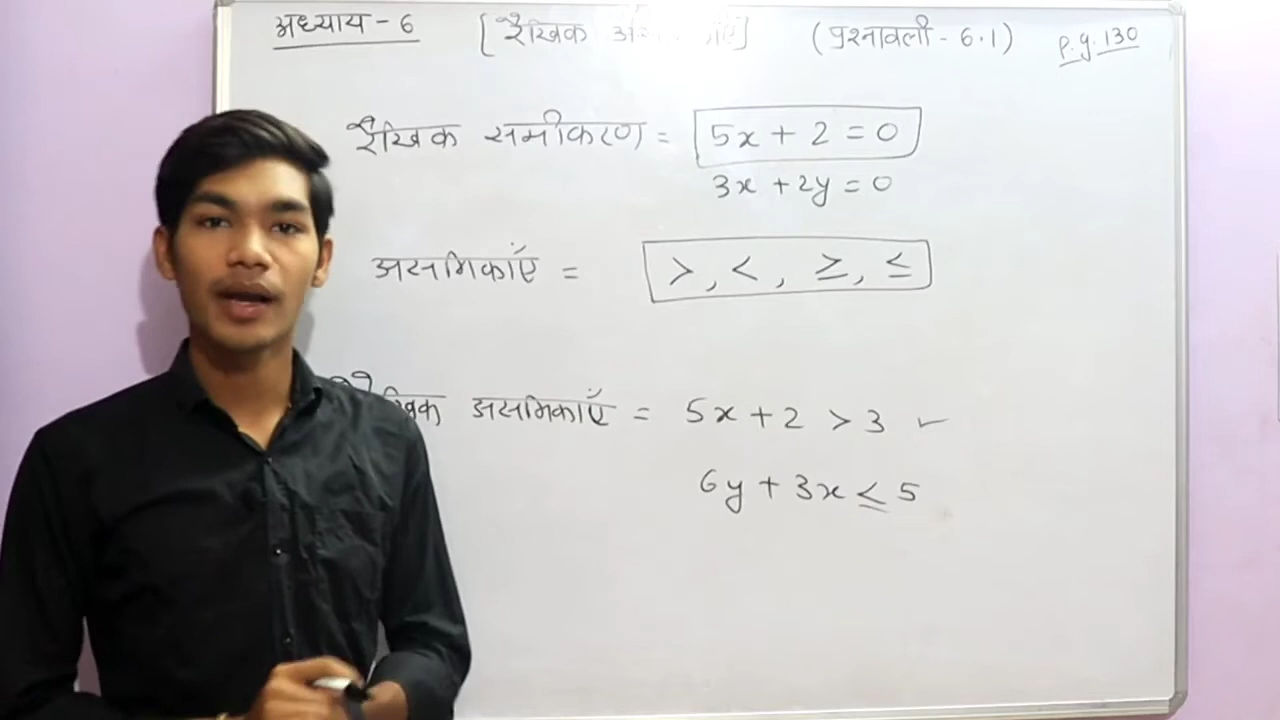 अध्याय - 6 [रैखिक (प्रश्नावली - 6.1) P.g. 130
रैखिक समीकरण = 5x + 2 = 0
3x + 2y = 0
असमिकाएँ = >, <, ≥, ≤
असमिकाएँ = 5x + 2 > 3 ✓
6y + 3x ≤ 5